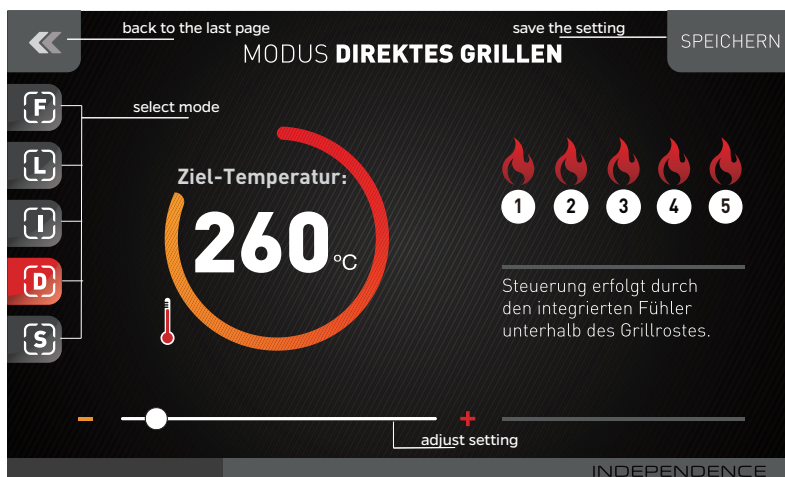 back to the last page
save the setting
SPEICHERN
MODUS DIREKTES GRILLEN
select mode
F
L
I
D
S
Ziel-Temperatur:
260°C
1 2 3 4 5
Steuerung erfolgt durch
den integrierten Fühler
unterhalb des Grillrostes.
- +
adjust setting
INDEPENDENCE